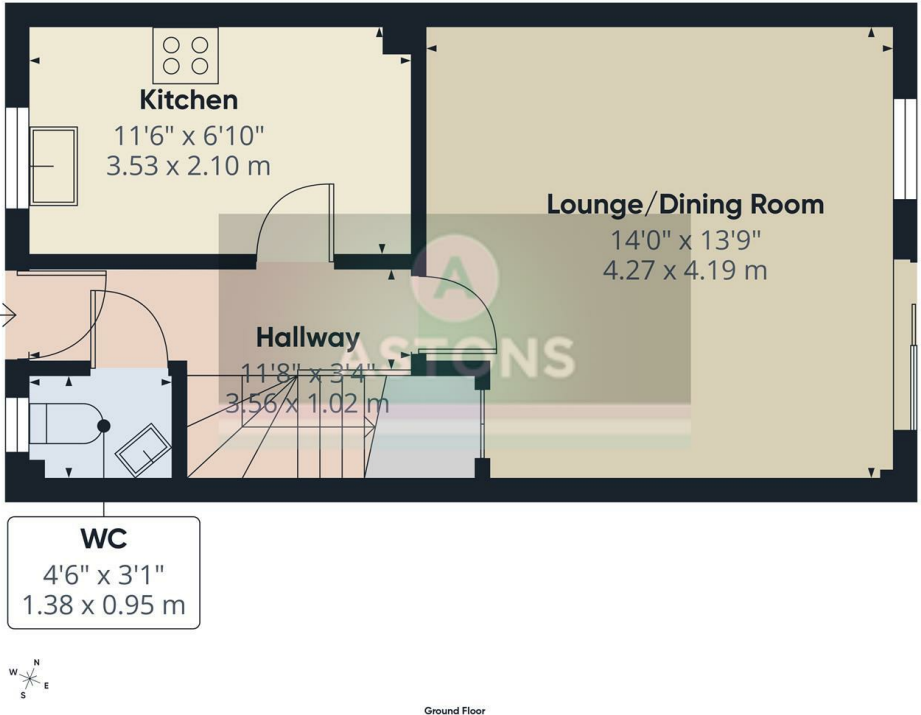 Kitchen
11'6" x 6'10"
3.53 x 2.10 m
Lounge/Dining Room
14'0" x 13'9"
4.27 x 4.19 m
A
ASTONS
Hallway
11'8" x 3'4"
3.56 x 1.02 m
WC
4'6" x 3'1"
1.38 x 0.95 m
N
W
E
S
Ground Floor